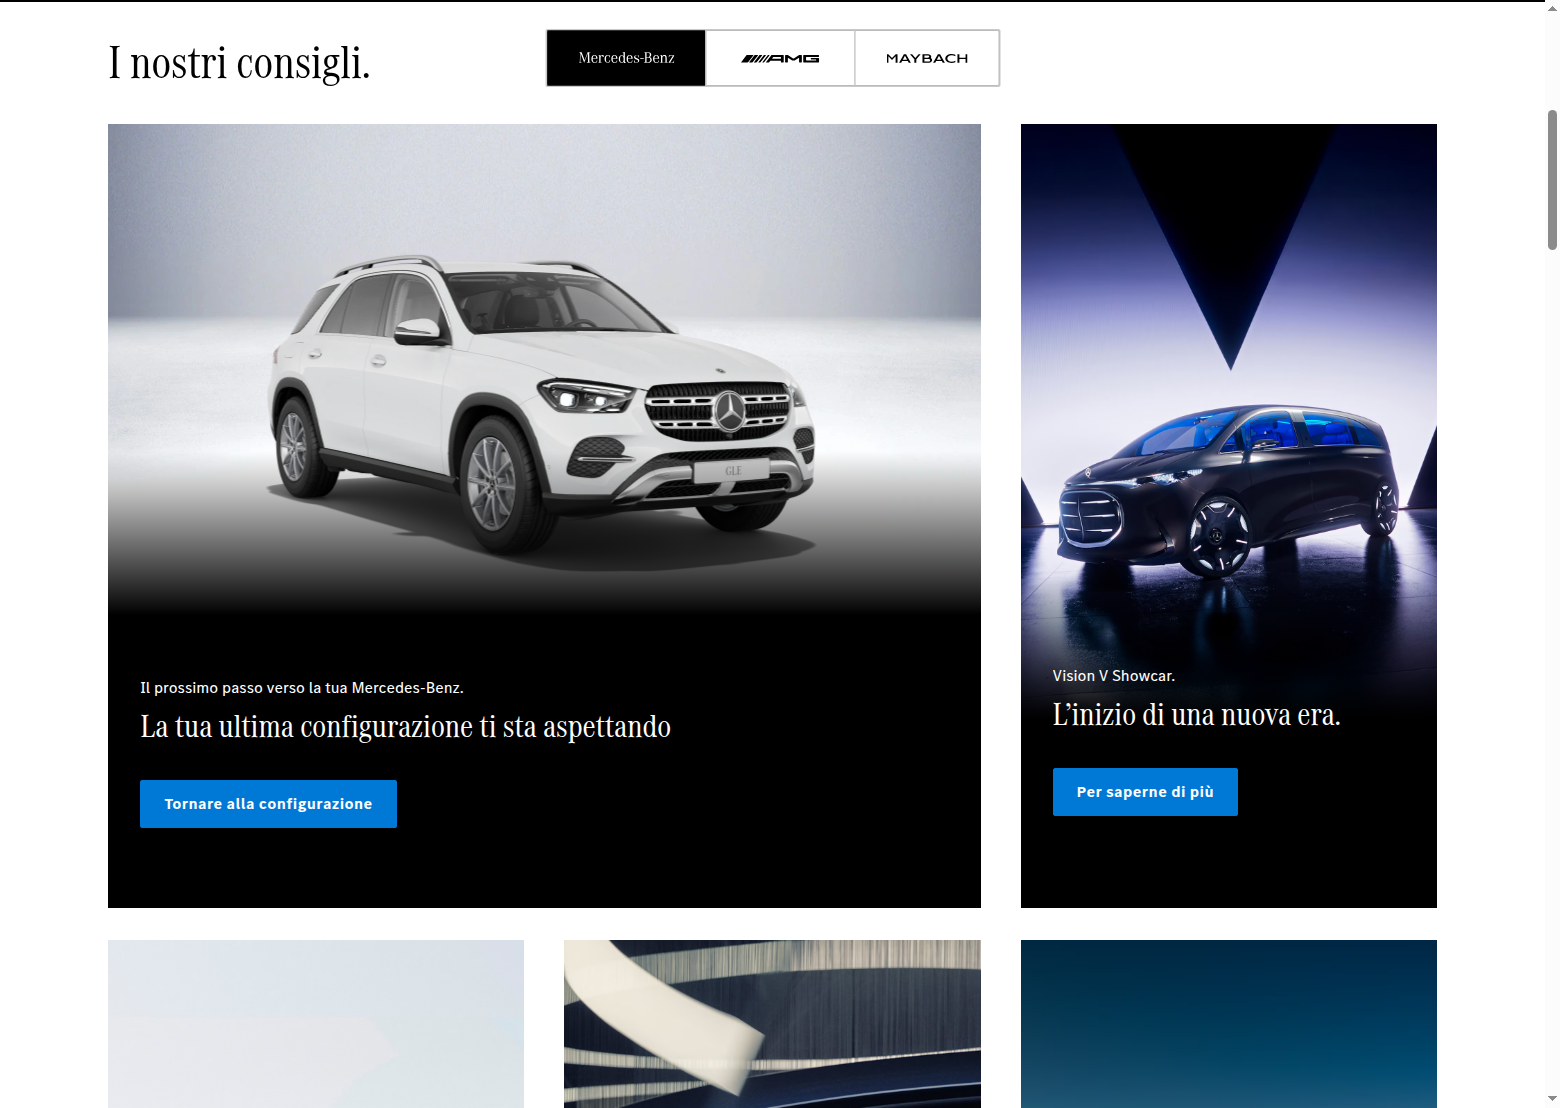 I nostri consigli.
Mercedes-Benz
AMG
MAYBACH
GLE
Il prossimo passo verso la tua Mercedes-Benz.
La tua ultima configurazione ti sta aspettando
Tornare alla configurazione
Vision V Showcar.
L’inizio di una nuova era.
Per saperne di più